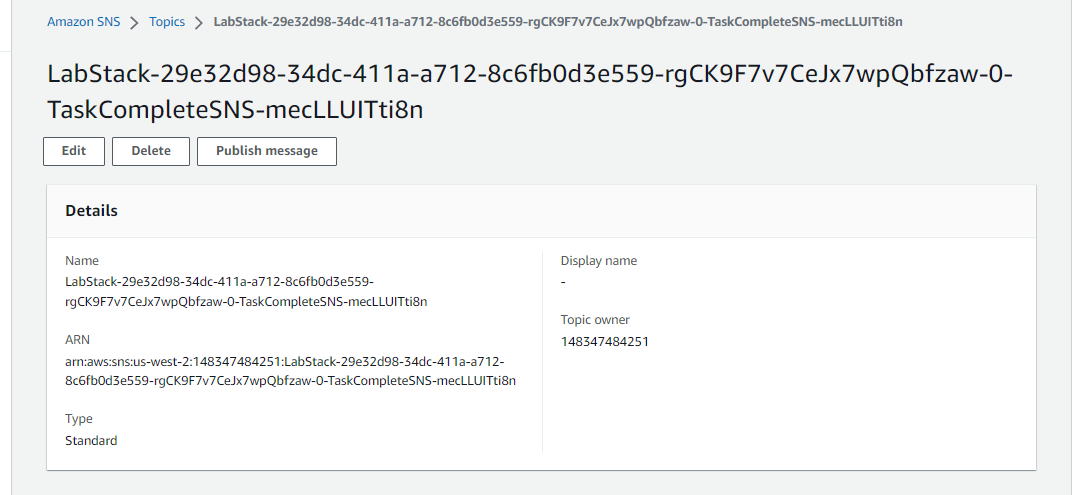 Amazon SNS > Topics > LabStack-29e32d98-34dc-411a-a712-8c6fb0d3e559-rgCK9F7v7CeJx7wpQbfzaw-0-TaskCompleteSNS-mecLLUITti8n
LabStack-29e32d98-34dc-411a-a712-8c6fb0d3e559-rgCK9F7v7CeJx7wpQbfzaw-0-
TaskCompleteSNS-mecLLUITti8n
Edit Delete Publish message
Details
Name
LabStack-29e32d98-34dc-411a-a712-8c6fb0d3e559-
rgCK9F7v7CeJx7wpQbfzaw-0-TaskCompleteSNS-mecLLUITti8n
ARN
arn:aws:sns:us-west-2:148347484251:LabStack-29e32d98-34dc-411a-a712-
8c6fb0d3e559-rgCK9F7v7CeJx7wpQbfzaw-0-TaskCompleteSNS-mecLLUITti8n
Type
Standard
Display name
-
Topic owner
148347484251